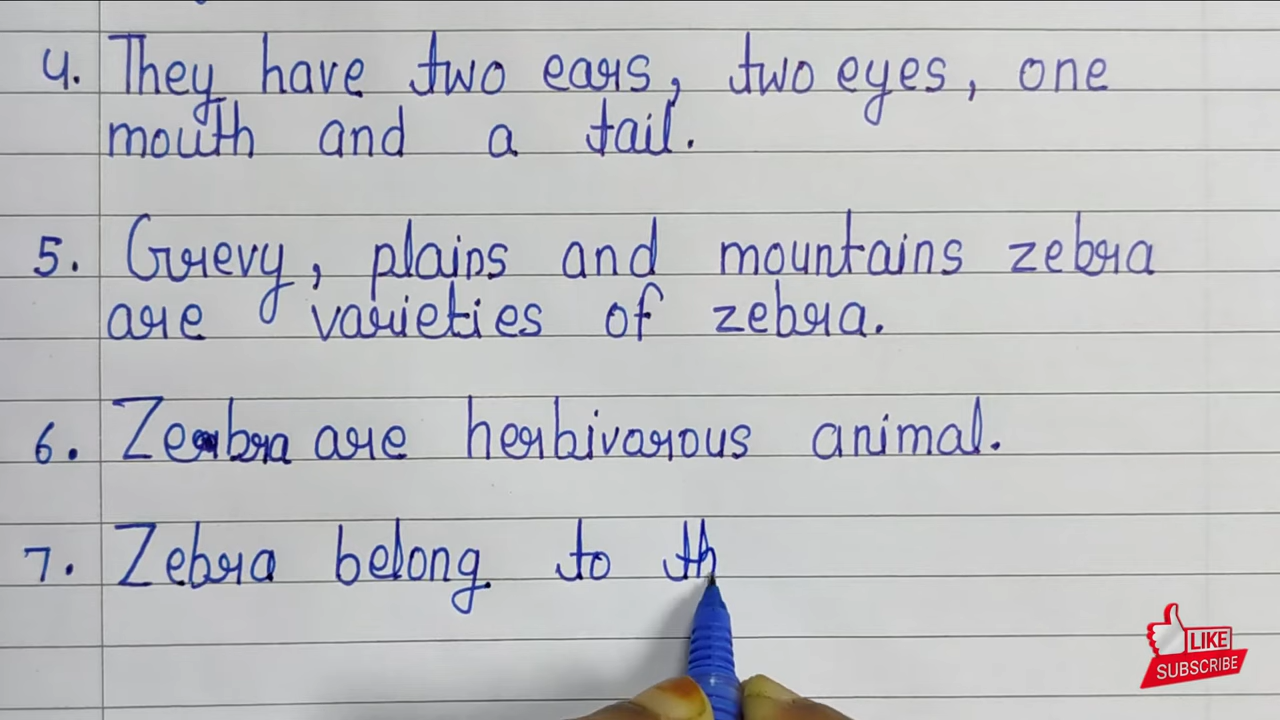 4. They have two ears, two eyes, one
mouth and a tail.
5. Grevy, plains and mountains zebra
are varieties of zebra.
6. Zebra are herbivarous animal.
7. Zebra belong to th
LIKE
SUBSCRIBE